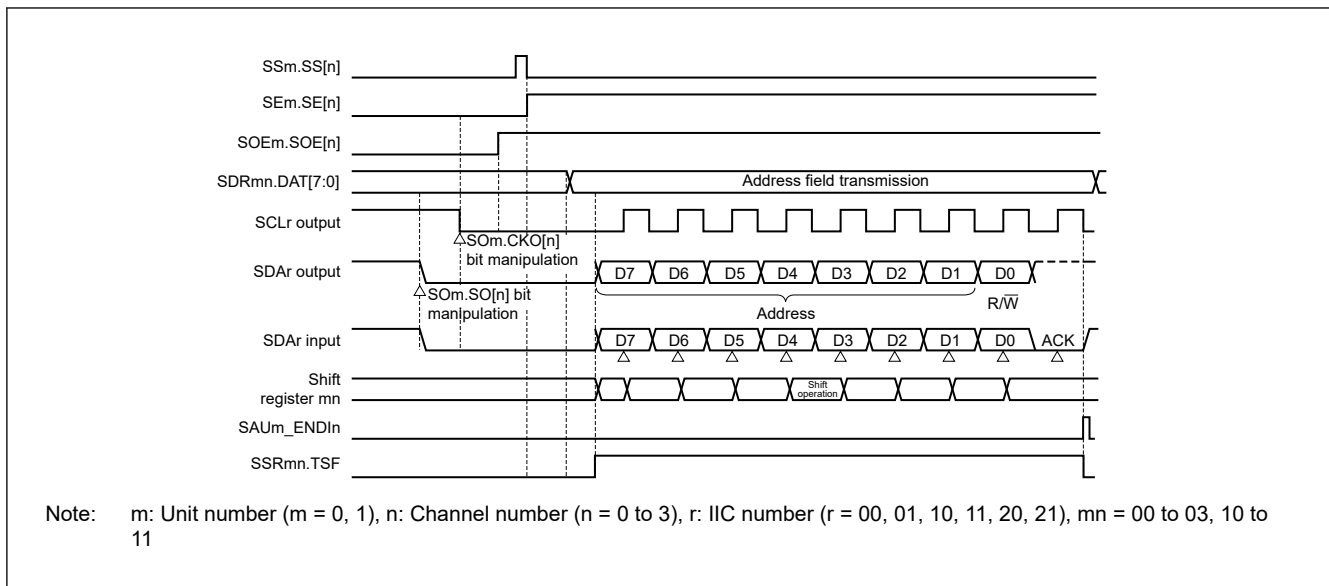 SSm.SS[n]
SEm.SE[n]
SOEm.SOE[n]
SDRmn.DAT[7:0]
Address field transmission
SCLr output
SOm.CKO[n]
bit manipulation
SDAr output
D7 D6 D5 D4 D3 D2 D1 D0
SOm.SO[n] bit
manipulation
Address
R/W̅
SDAr input
D7 D6 D5 D4 D3 D2 D1 D0 ACK
Shift
register mn
Shift
operation
SAUm_ENDIn
SSRmn.TSF
Note: m: Unit number (m = 0, 1), n: Channel number (n = 0 to 3), r: IIC number (r = 00, 01, 10, 11, 20, 21), mn = 00 to 03, 10 to
11